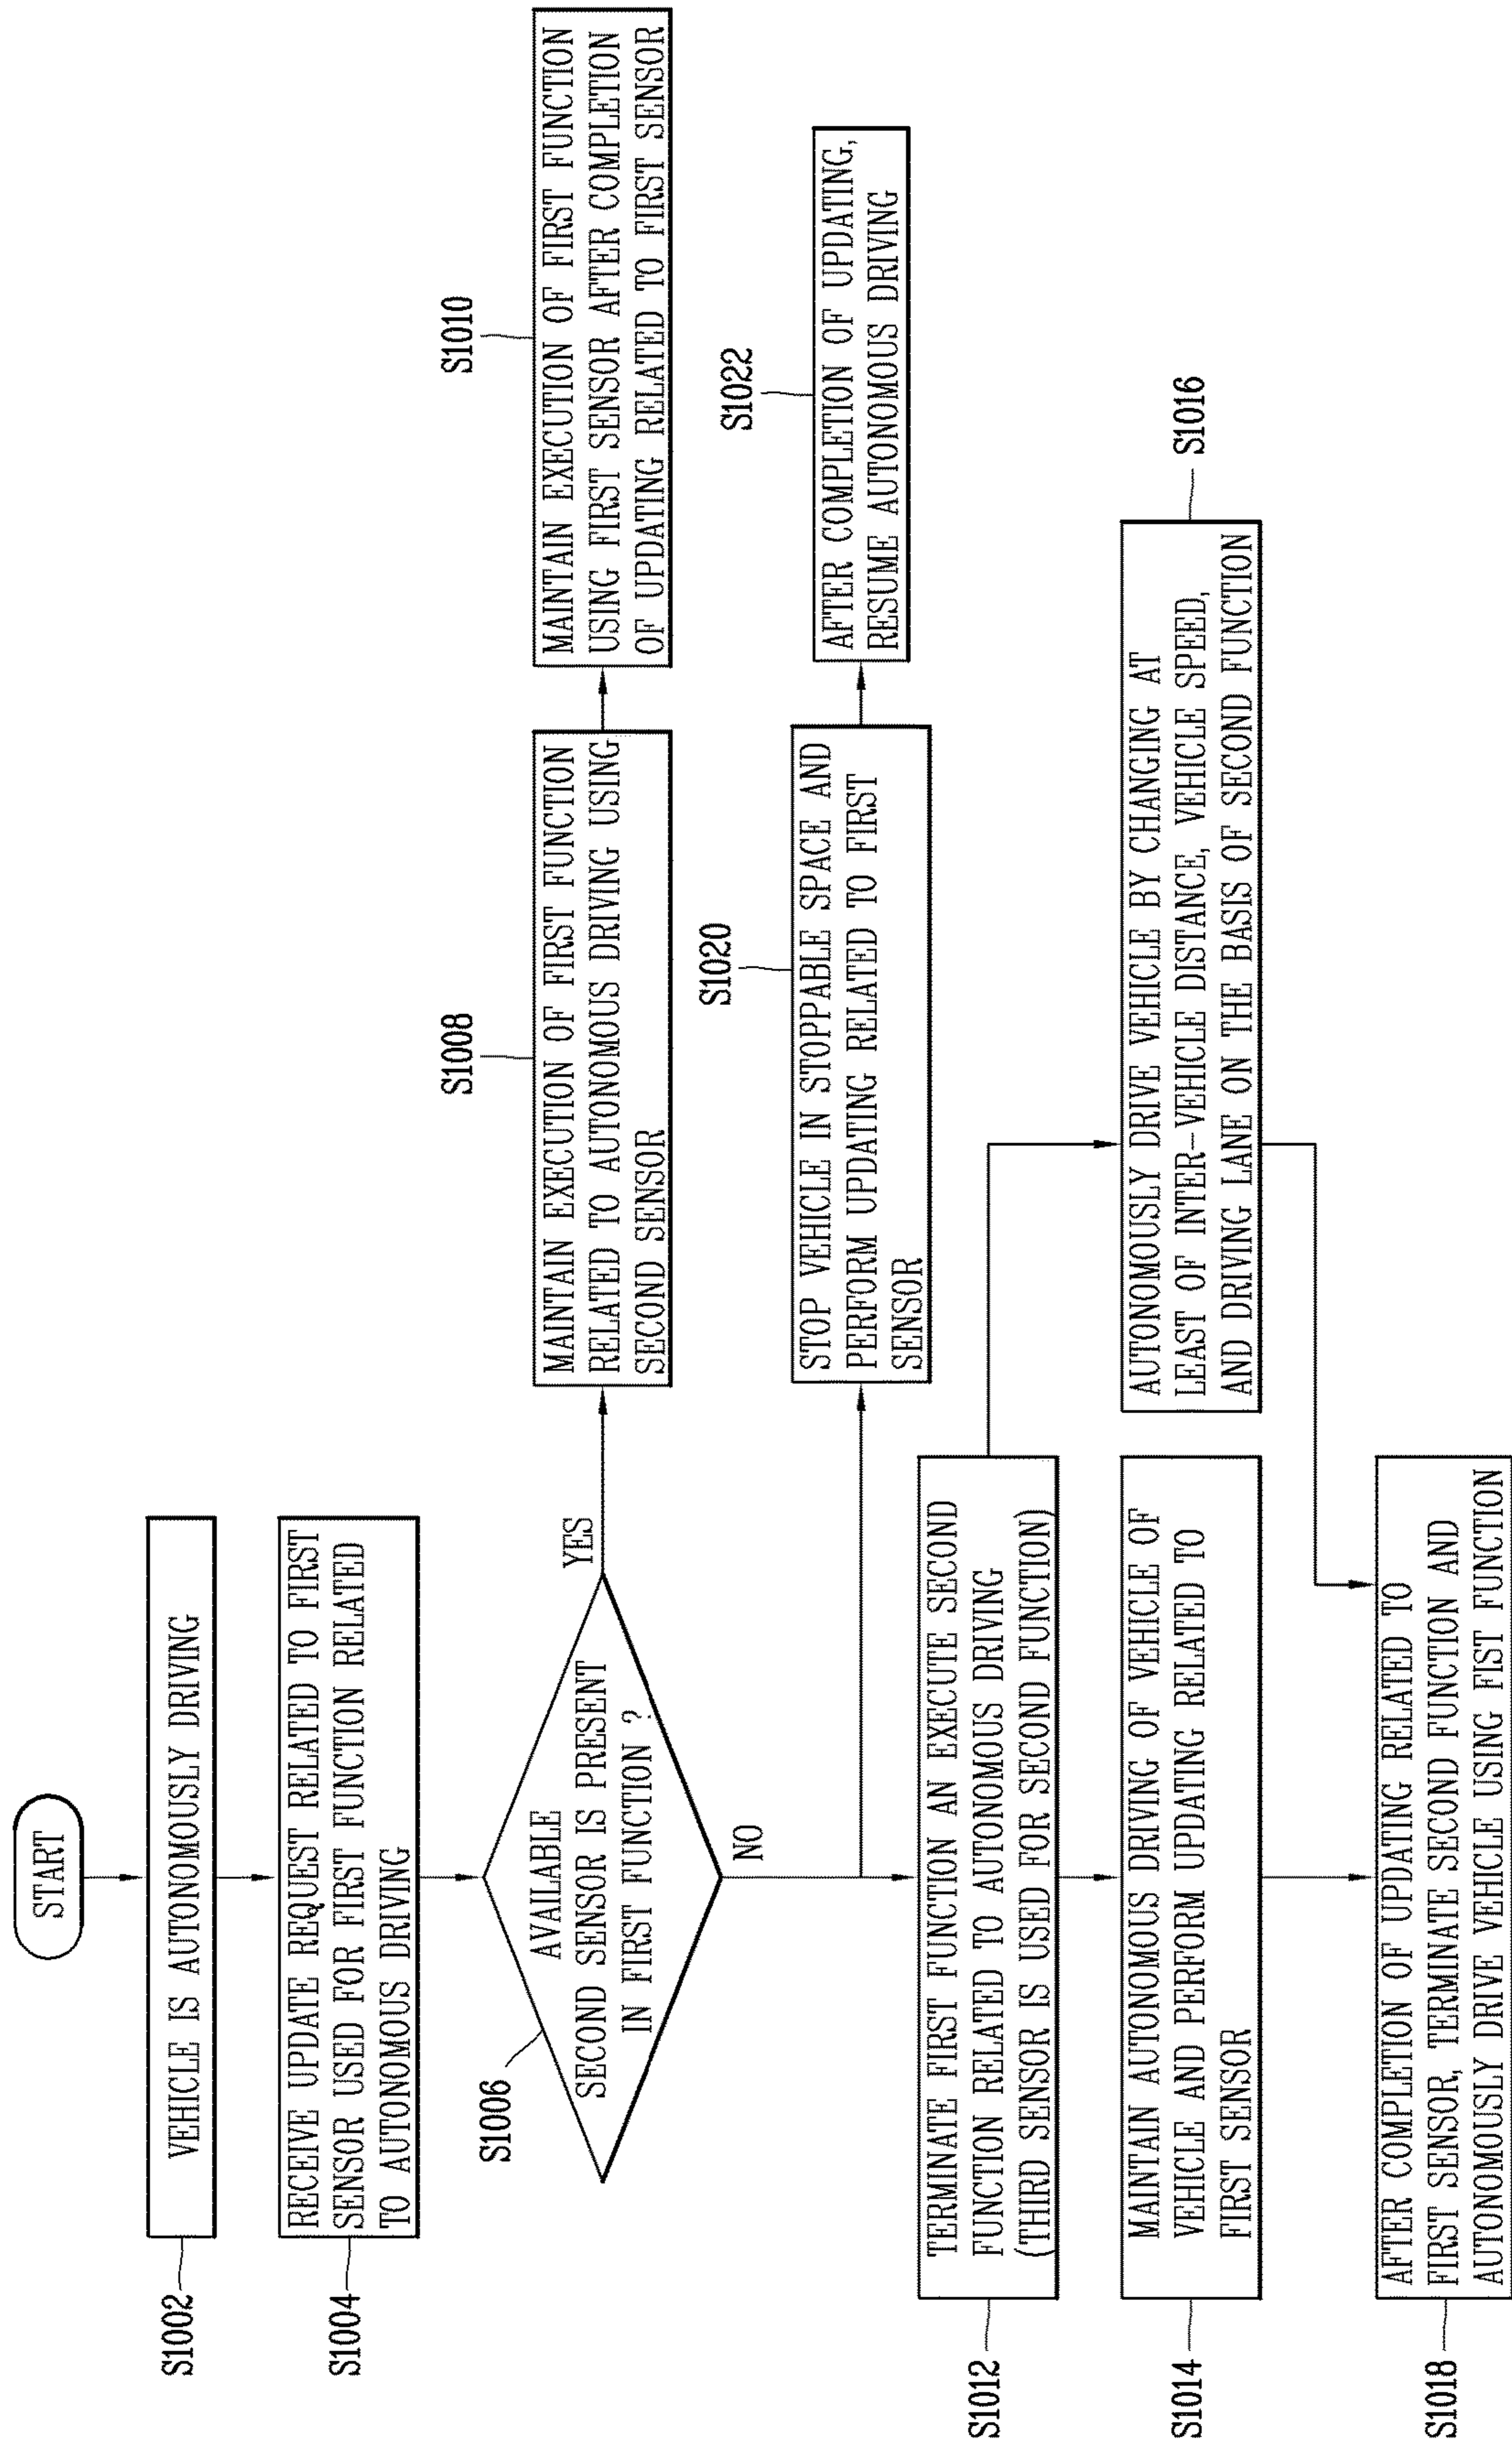 START
VEHICLE IS AUTONOMOUSLY DRIVING
S1002
RECEIVE UPDATE REQUEST RELATED TO FIRST
SENSOR USED FOR FIRST FUNCTION RELATED
TO AUTONOMOUS DRIVING
S1004
AVAILABLE
SECOND SENSOR IS PRESENT
IN FIRST FUNCTION ?
S1006
YES
NO
S1008
MAINTAIN EXECUTION OF FIRST FUNCTION
RELATED TO AUTONOMOUS DRIVING USING
SECOND SENSOR
S1010
MAINTAIN EXECUTION OF FIRST FUNCTION
USING FIRST SENSOR AFTER COMPLETION
OF UPDATING RELATED TO FIRST SENSOR
S1020
STOP VEHICLE IN STOPPABLE SPACE AND
PERFORM UPDATING RELATED TO FIRST
SENSOR
S1022
AFTER COMPLETION OF UPDATING,
RESUME AUTONOMOUS DRIVING
TERMINATE FIRST FUNCTION AN EXECUTE SECOND
FUNCTION RELATED TO AUTONOMOUS DRIVING
(THIRD SENSOR IS USED FOR SECOND FUNCTION)
S1012
MAINTAIN AUTONOMOUS DRIVING OF VEHICLE OF
VEHICLE AND PERFORM UPDATING RELATED TO
FIRST SENSOR
S1014
AUTONOMOUSLY DRIVE VEHICLE BY CHANGING AT
LEAST OF INTER-VEHICLE DISTANCE, VEHICLE SPEED,
AND DRIVING LANE ON THE BASIS OF SECOND FUNCTION
S1016
AFTER COMPLETION OF UPDATING RELATED TO
FIRST SENSOR, TERMINATE SECOND FUNCTION AND
AUTONOMOUSLY DRIVE VEHICLE USING FIST FUNCTION
S1018